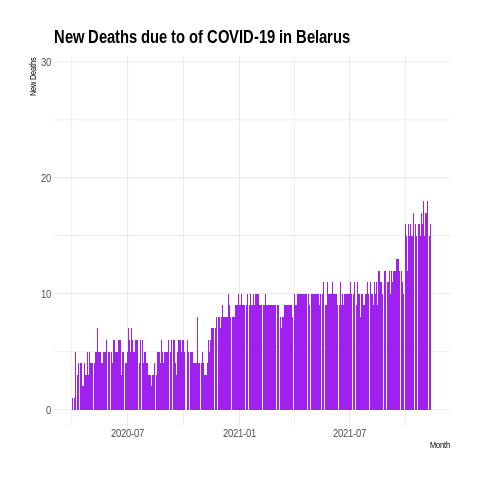 New Deaths due to of COVID-19 in Belarus
New Deaths
30
20
10
0
2020-07
2021-01
2021-07
Month